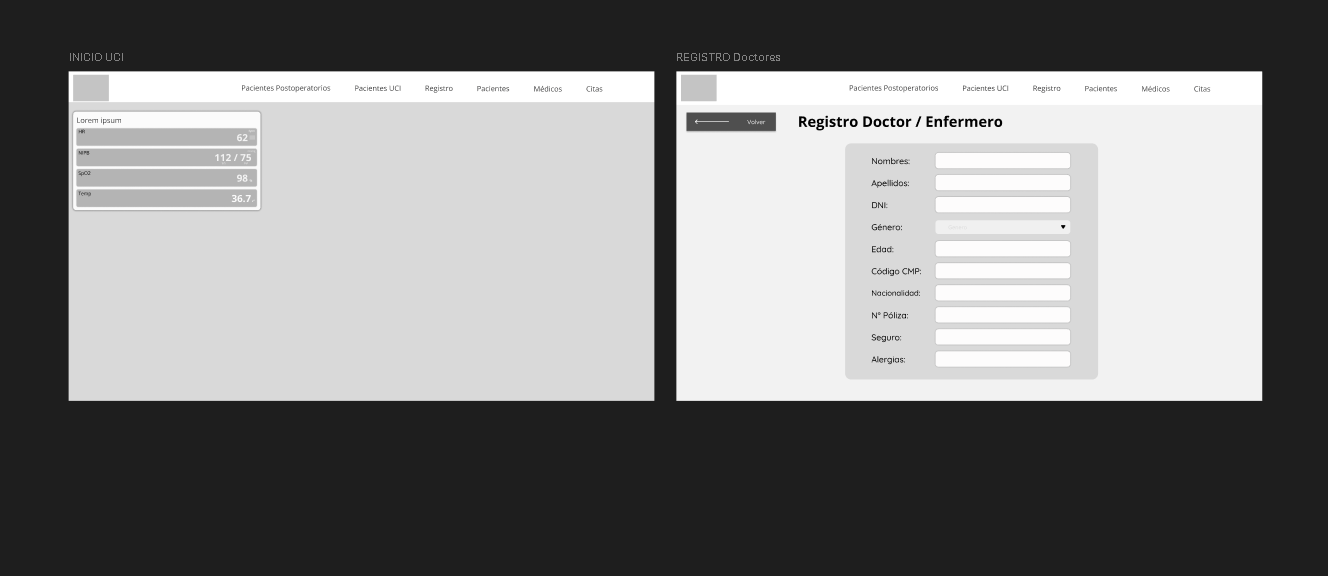 INICIO UCI
Pacientes Postoperatorios Pacientes UCI Registro Pacientes Médicos Citas
Lorem ipsum
HR
62
NIPB
112 / 75
SpO2
98
Temp
36.7
REGISTRO Doctores
Pacientes Postoperatorios Pacientes UCI Registro Pacientes Médicos Citas
Volver
Registro Doctor / Enfermero
Nombres:
Apellidos:
DNI:
Género:
Edad:
Código CMP:
Nacionalidad:
N° Póliza:
Seguro:
Alergias: